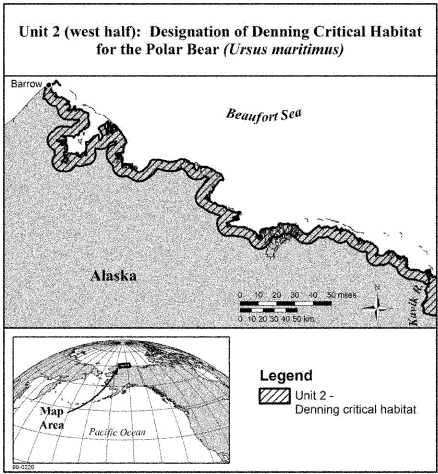 Unit 2 (west half): Designation of Denning Critical Habitat
for the Polar Bear (Ursus maritimus)
Barrow
Beaufort Sea
Alaska
0 10 20 30 40 50 miles
0 10 20 30 40 50 km
Kavik R.
Map
Area
Pacific Ocean
99-0220
Legend
Unit 2 -
Denning critical habitat